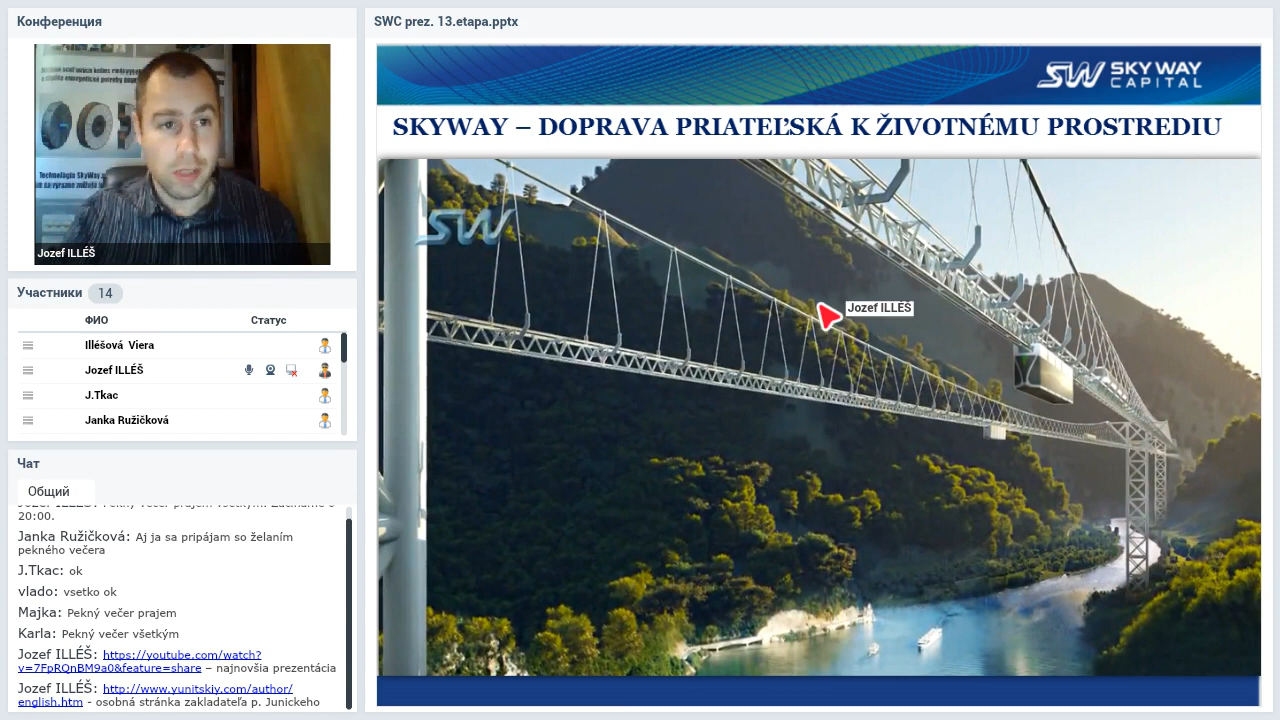 Конференция
Jozef ILLÉŠ
Участники 14
ФИО Статус
Illéšová Viera
Jozef ILLÉŠ
J.Tkac
Janka Ružičková
Чат
Общий
20:00.
Janka Ružičková: Aj ja sa pripájam so želaním
pekného večera
J.Tkac: ok
vlado: vsetko ok
Majka: Pekný večer prajem
Karla: Pekný večer všetkým
Jozef ILLÉŠ: https://youtube.com/watch?
v=7FpRQnBM9a0&feature=share – najnovšia prezentácia
Jozef ILLÉŠ: http://www.yunitskiy.com/author/
english.htm - osobná stránka zakladateľa p. Junickeho
SWC prez. 13.etapa.pptx
SW SKY WAY
CAPITAL
SKYWAY – DOPRAVA PRIATEĽSKÁ K ŽIVOTNÉMU PROSTREDIU
SW
Jozef ILLÉŠ